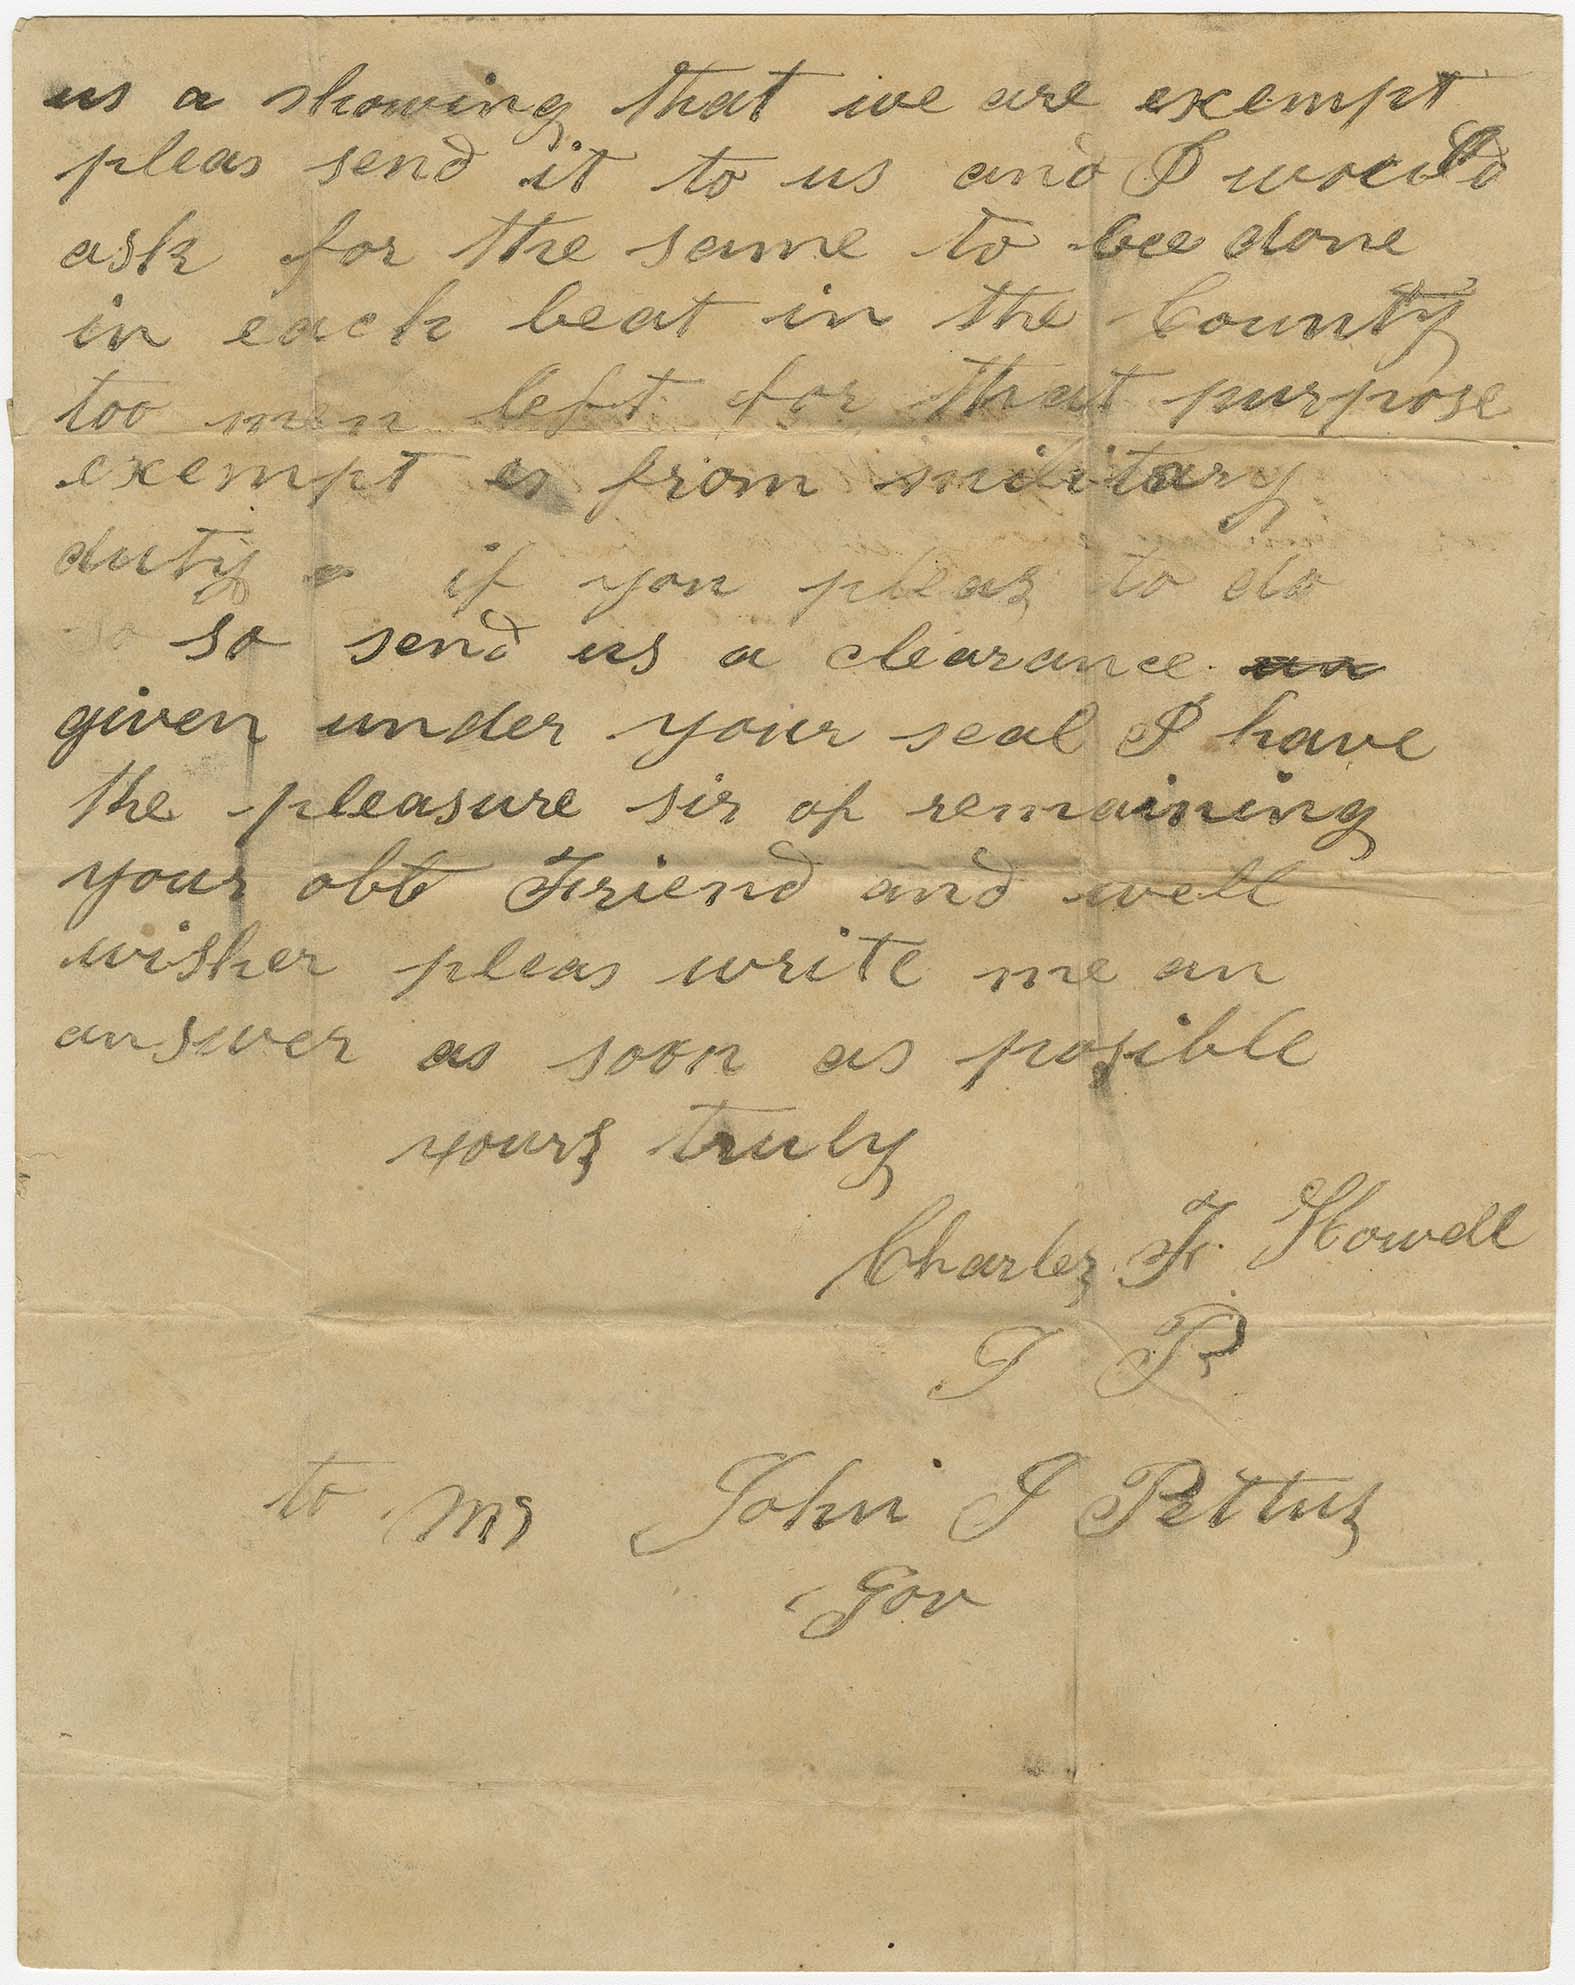 us a showing that we are exempt
pleas send it to us and I would
ask for the same to bee done
in each beat in the County
too men left for that purpose
exempt es from military
duty if you pleas to do
so so send us a clearance
given under your seal I have
the pleasure sir of remaining
your obt Friend and well
wisher pleas write me an
answer as soon as posible
yours truly
Charles F. Howell
J P
to Mr John J Pettus
Gov